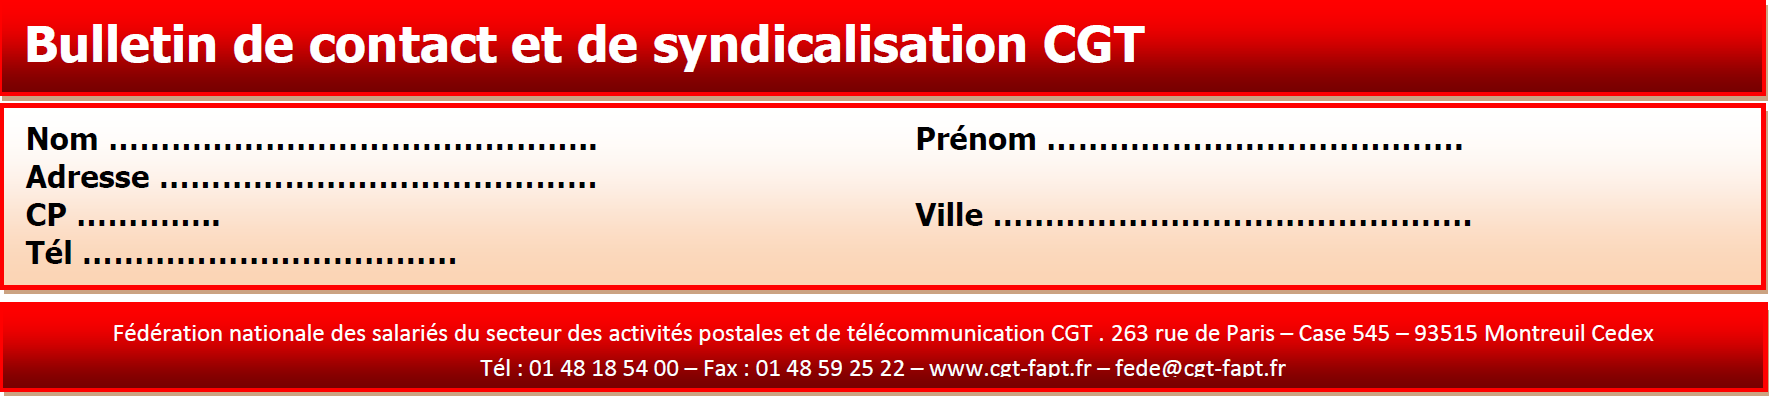 Bulletin de contact et de syndicalisation CGT
Nom ………………………………………….. Prénom ………………………………….
Adresse ……………………………………
CP ………….. Ville ……………………………………….
Tél ………………………………
Fédération nationale des salariés du secteur des activités postales et de télécommunication CGT . 263 rue de Paris – Case 545 – 93515 Montreuil Cedex
Tél : 01 48 18 54 00 – Fax : 01 48 59 25 22 – www.cgt-fapt.fr – fede@cgt-fapt.fr